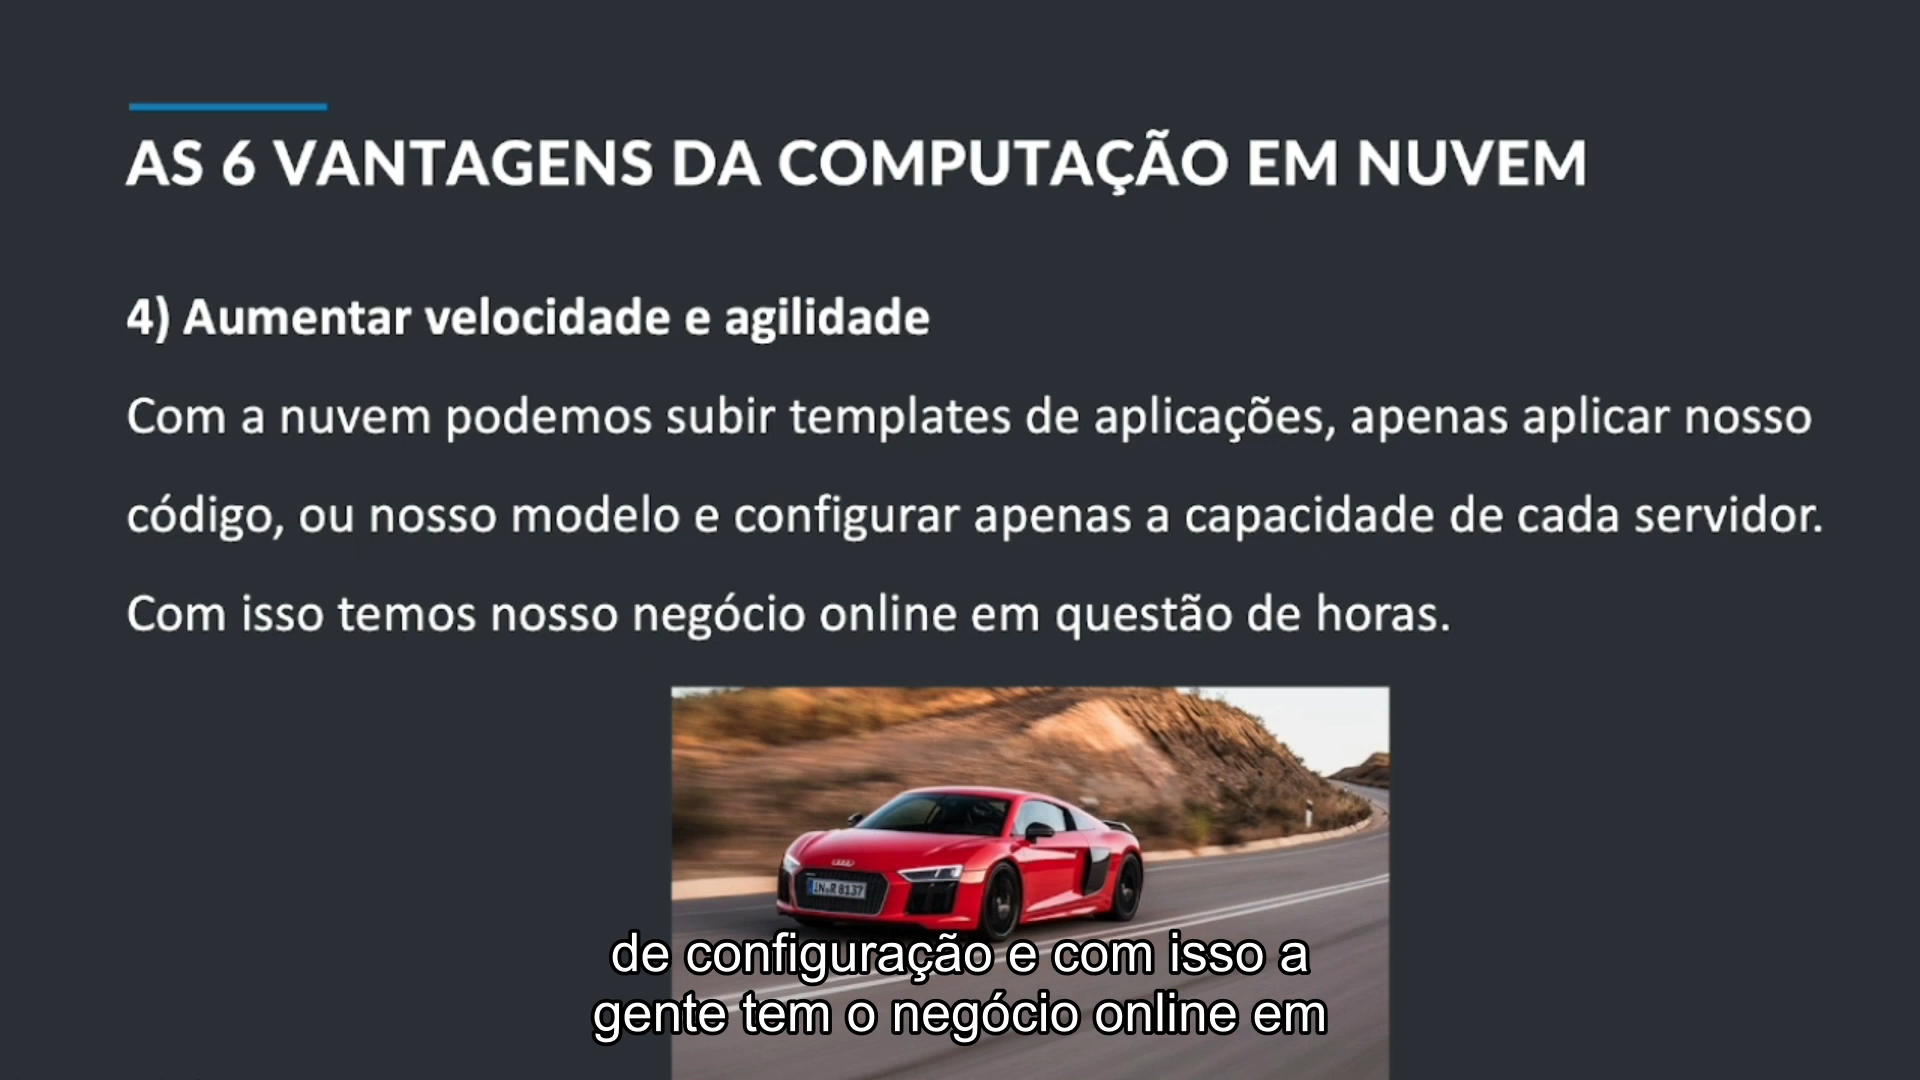 AS 6 VANTAGENS DA COMPUTAÇÃO EM NUVEM
4) Aumentar velocidade e agilidade
Com a nuvem podemos subir templates de aplicações, apenas aplicar nosso
código, ou nosso modelo e configurar apenas a capacidade de cada servidor.
Com isso temos nosso negócio online em questão de horas.
IN R 8137
de configuração e com isso a
gente tem o negócio online em